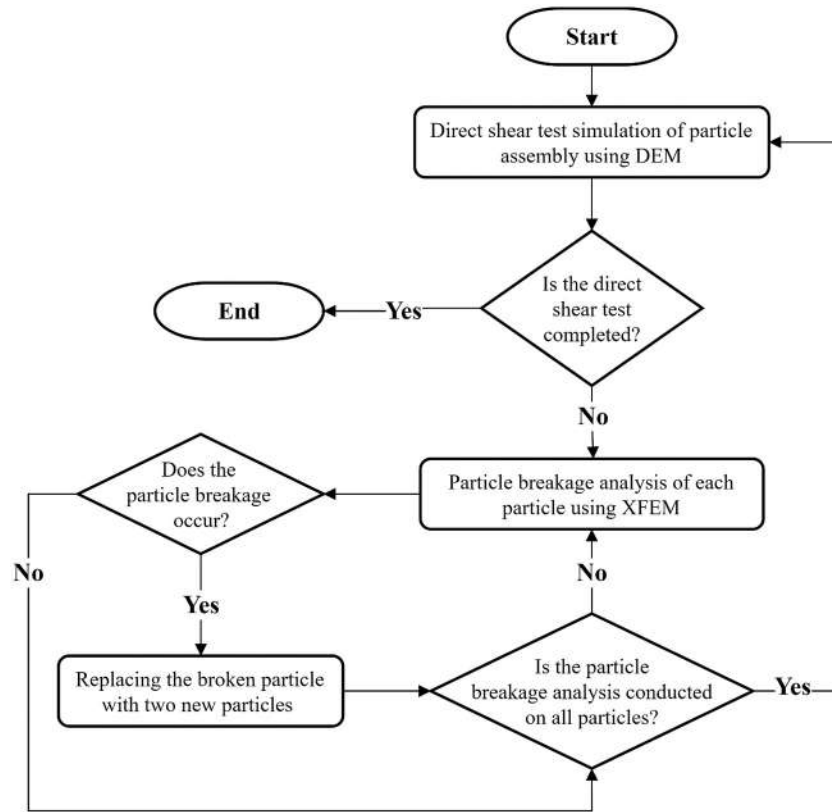 Start
Direct shear test simulation of particle
assembly using DEM
Is the direct
shear test
completed?
Yes
End
No
Particle breakage analysis of each
particle using XFEM
Does the
particle breakage
occur?
No
Yes
Replacing the broken particle
with two new particles
No
Is the particle
breakage analysis conducted
on all particles?
Yes